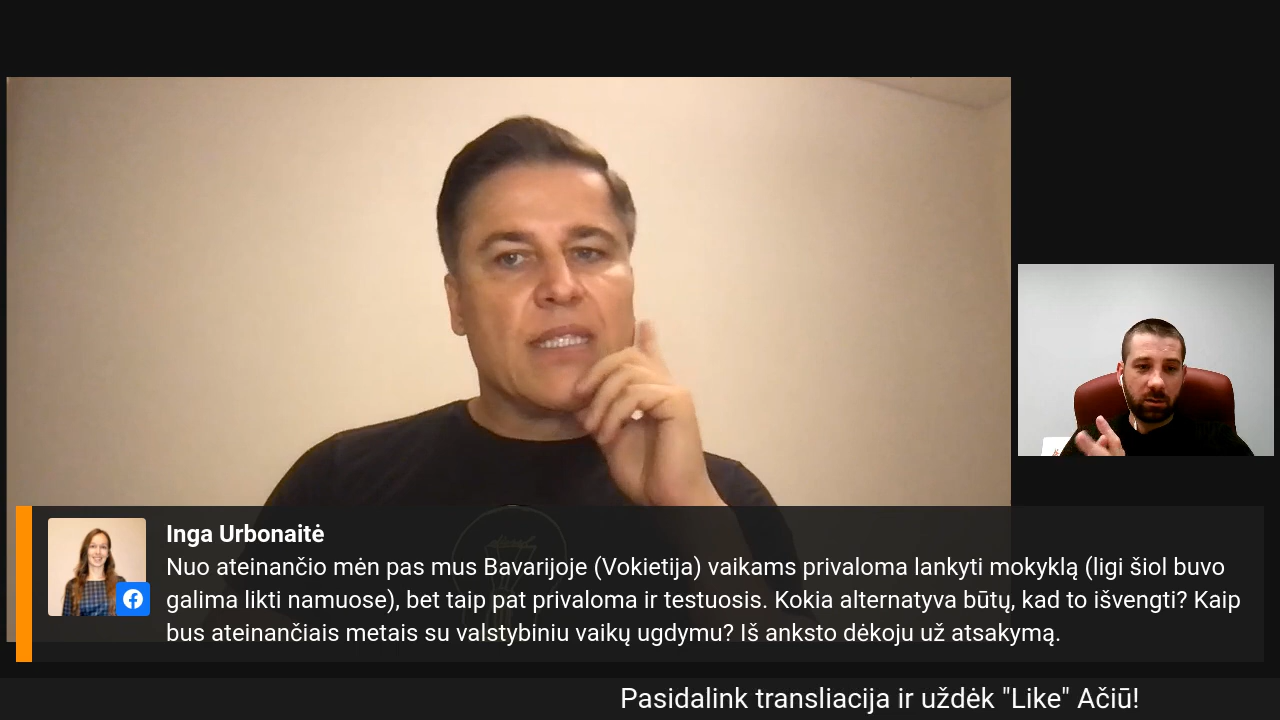 Inga Urbonaitė
Nuo ateinančio mėn pas mus Bavarijoje (Vokietija) vaikams privaloma lankyti mokyklą (ligi šiol buvo
galima likti namuose), bet taip pat privaloma ir testuosis. Kokia alternatyva būtų, kad to išvengti? Kaip
bus ateinančiais metais su valstybiniu vaikų ugdymu? Iš anksto dėkoju už atsakymą.
Pasidalink transliacija ir uždėk "Like" Ačiū!